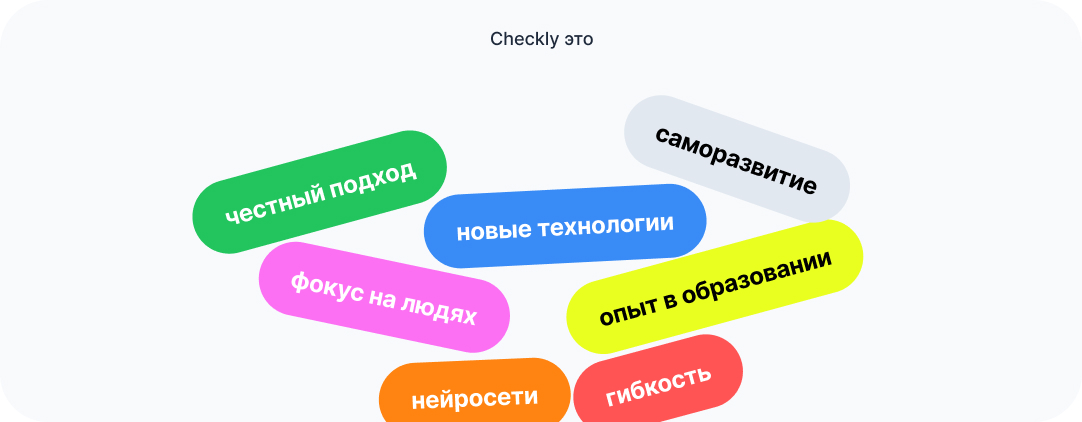 Checkly это
саморазвитие
честный подход
новые технологии
опыт в образовании
фокус на людях
гибкость
нейросети